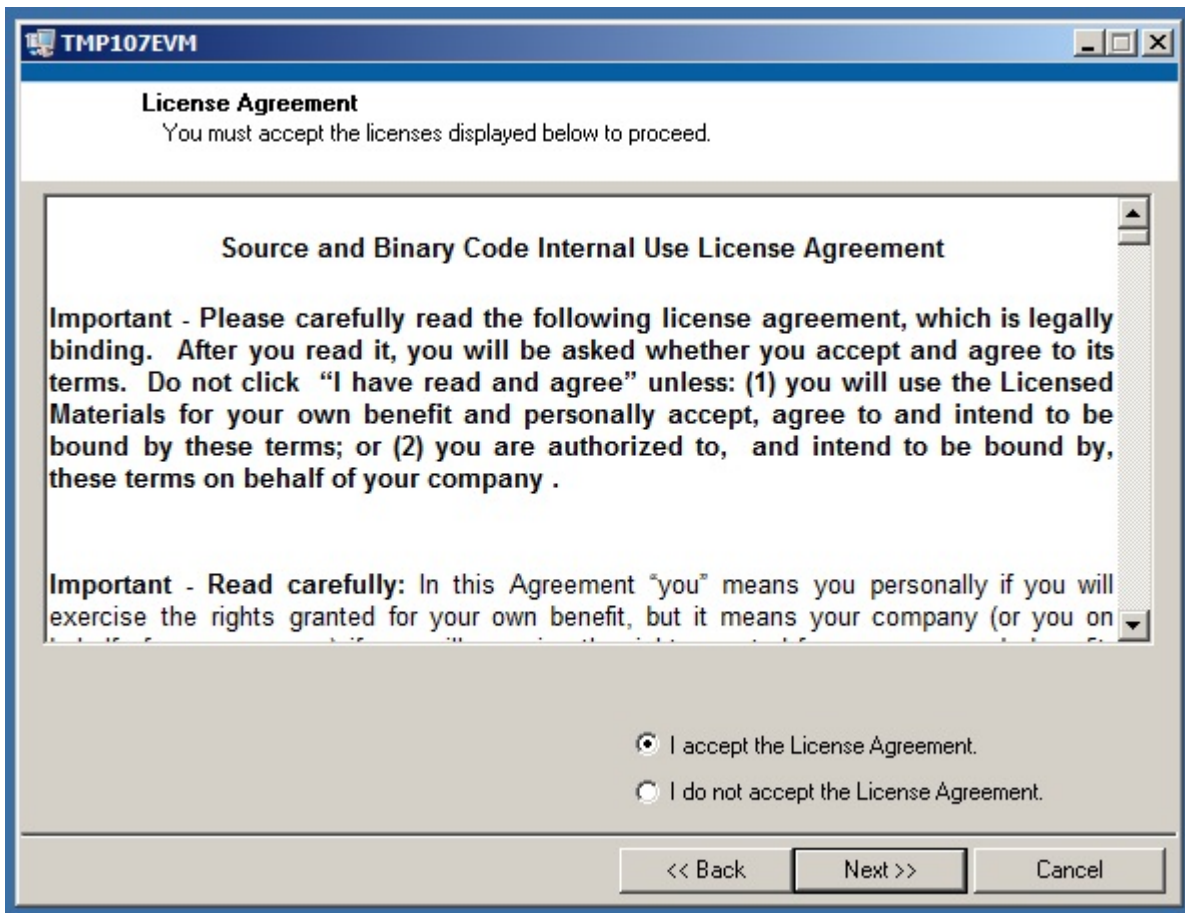 TMP107EVM
License Agreement
You must accept the licenses displayed below to proceed.
Source and Binary Code Internal Use License Agreement
Important - Please carefully read the following license agreement, which is legally
binding.  After you read it, you will be asked whether you accept and agree to its
terms.  Do not click  “I have read and agree” unless: (1) you will use the Licensed
Materials for your own benefit and personally accept, agree to and intend to be
bound by these terms; or (2) you are authorized to,  and intend to be bound by,
these terms on behalf of your company .
Important - Read carefully: In this Agreement “you” means you personally if you will
exercise the rights granted for your own benefit, but it means your company (or you on
I accept the License Agreement.
I do not accept the License Agreement.
<< Back
Next >>
Cancel